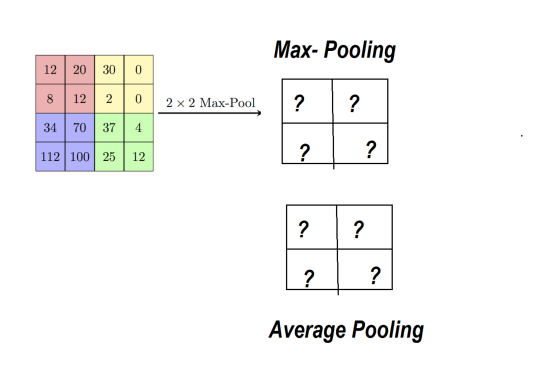 Max- Pooling
12 20 30 0
8 12 2 0
34 70 37 4
112 100 25 12
2 × 2 Max-Pool
? ?
? ?
? ?
? ?
Average Pooling